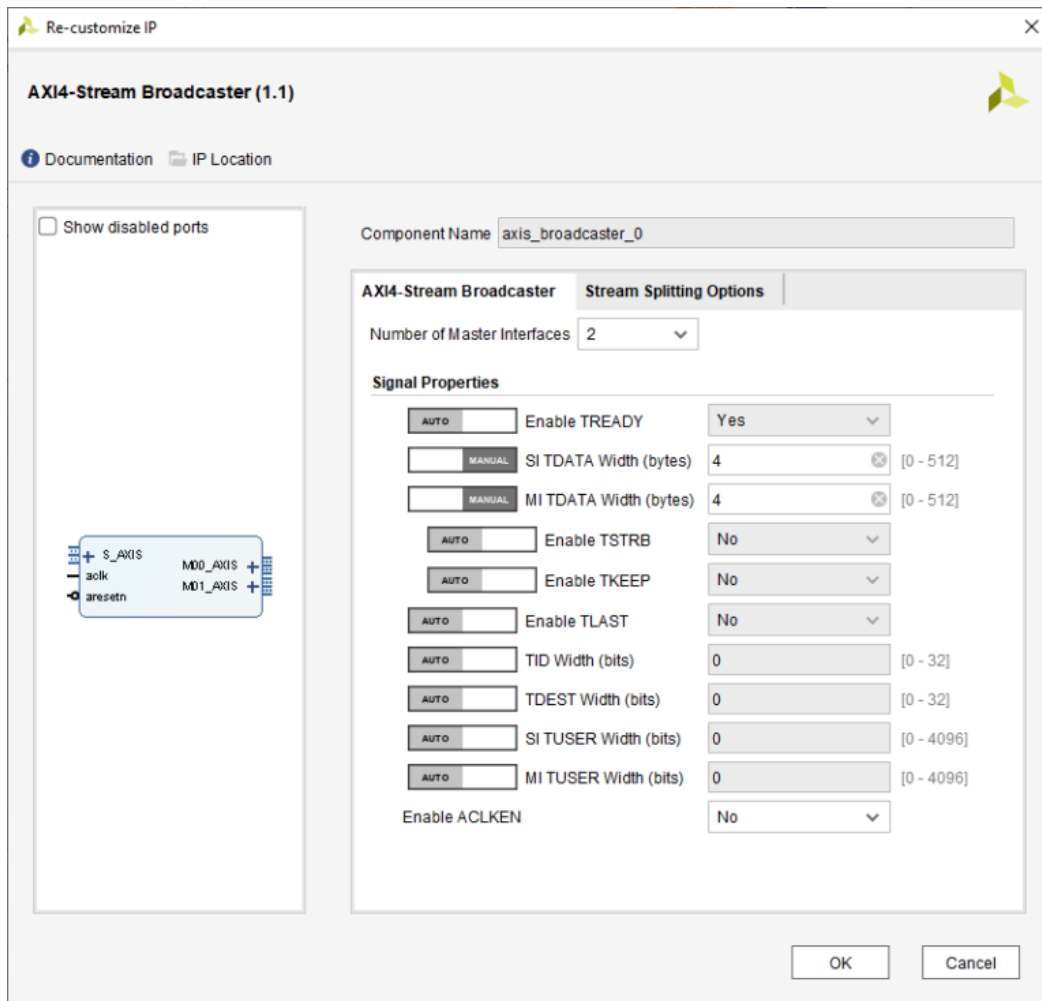 Re-customize IP
AXI4-Stream Broadcaster (1.1)
Documentation IP Location
Show disabled ports
S_AXIS
aclk
aresetn
M00_AXIS
M01_AXIS
Component Name axis_broadcaster_0
AXI4-Stream Broadcaster Stream Splitting Options
Number of Master Interfaces 2
Signal Properties
AUTO Enable TREADY Yes
MANUAL SI TDATA Width (bytes) 4 [0 - 512]
MANUAL MI TDATA Width (bytes) 4 [0 - 512]
AUTO Enable TSTRB No
AUTO Enable TKEEP No
AUTO Enable TLAST No
AUTO TID Width (bits) 0 [0 - 32]
AUTO TDEST Width (bits) 0 [0 - 32]
AUTO SI TUSER Width (bits) 0 [0 - 4096]
AUTO MI TUSER Width (bits) 0 [0 - 4096]
Enable ACLKEN No
OK Cancel